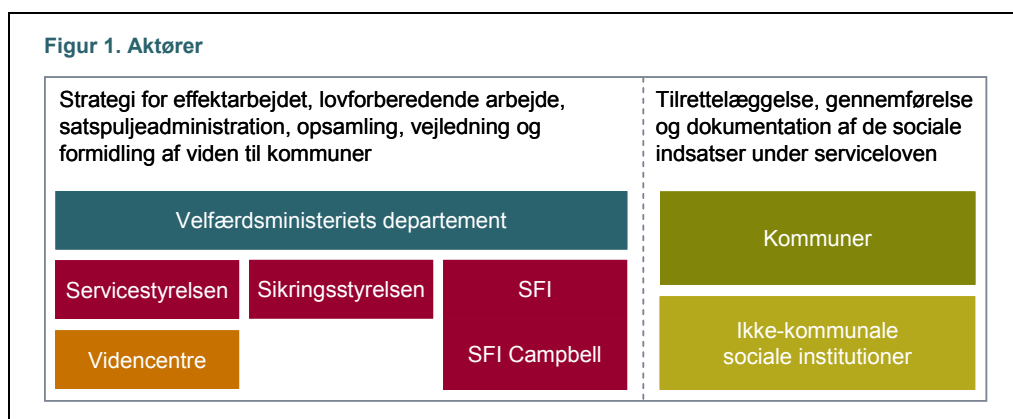 Figur 1. Aktører
Strategi for effektarbejdet, lovforberedende arbejde,
satspuljeadministration, opsamling, vejledning og
formidling af viden til kommuner
Tilrettelæggelse, gennemførelse
og dokumentation af de sociale
indsatser under serviceloven
Velfærdsministeriets departement
Kommuner
Servicestyrelsen
Sikringsstyrelsen
SFI
Videncentre
SFI Campbell
Ikke-kommunale
sociale institutioner